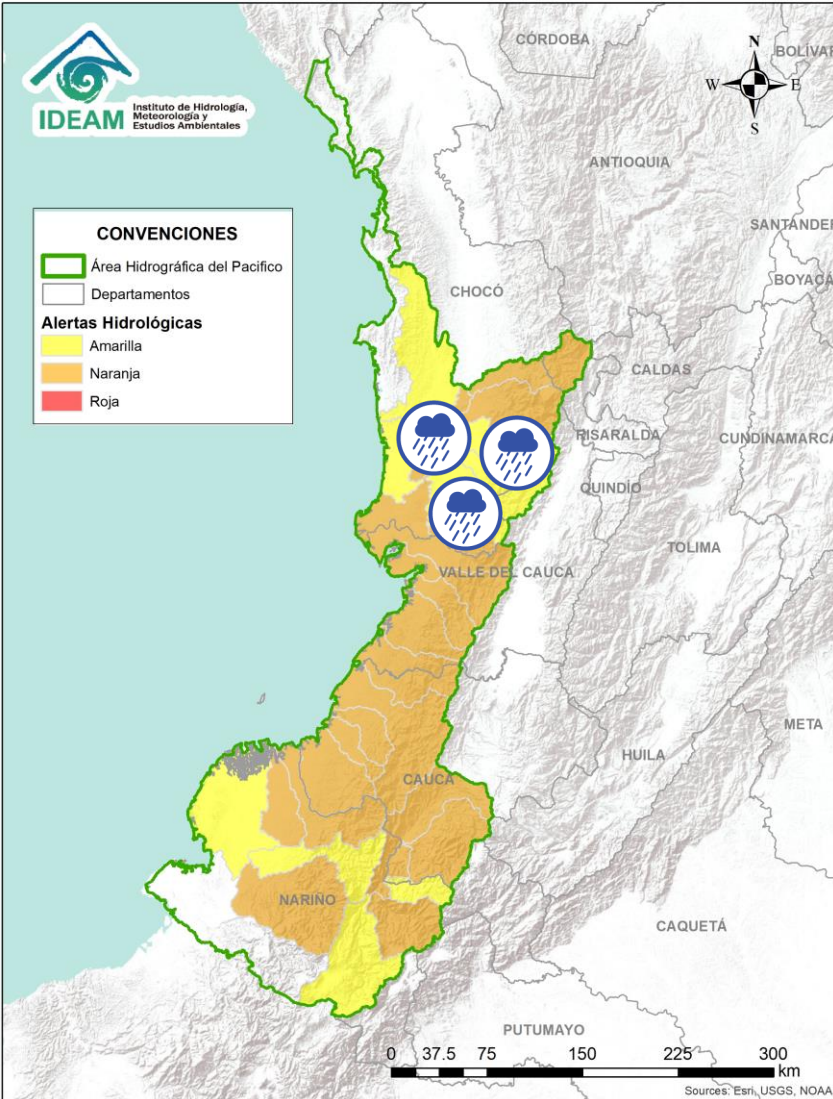 IDEAM
Instituto de Hidrología,
Meteorología y
Estudios Ambientales
CÓRDOBA
BOLÍVAR
N
W
E
S
ANTIOQUIA
SANTANDER
BOYACÁ
CONVENCIONES
Área Hidrográfica del Pacifico
Departamentos
Alertas Hidrológicas
Amarilla
Naranja
Roja
CHOCÓ
CALDAS
RISARALDA
CUNDINAMARCA
QUINDÍO
TOLIMA
VALLE DEL CAUCA
META
HUILA
CAUCA
NARIÑO
CAQUETÁ
PUTUMAYO
0 37.5 75 150 225 300
km
Sources: Esri, USGS, NOAA